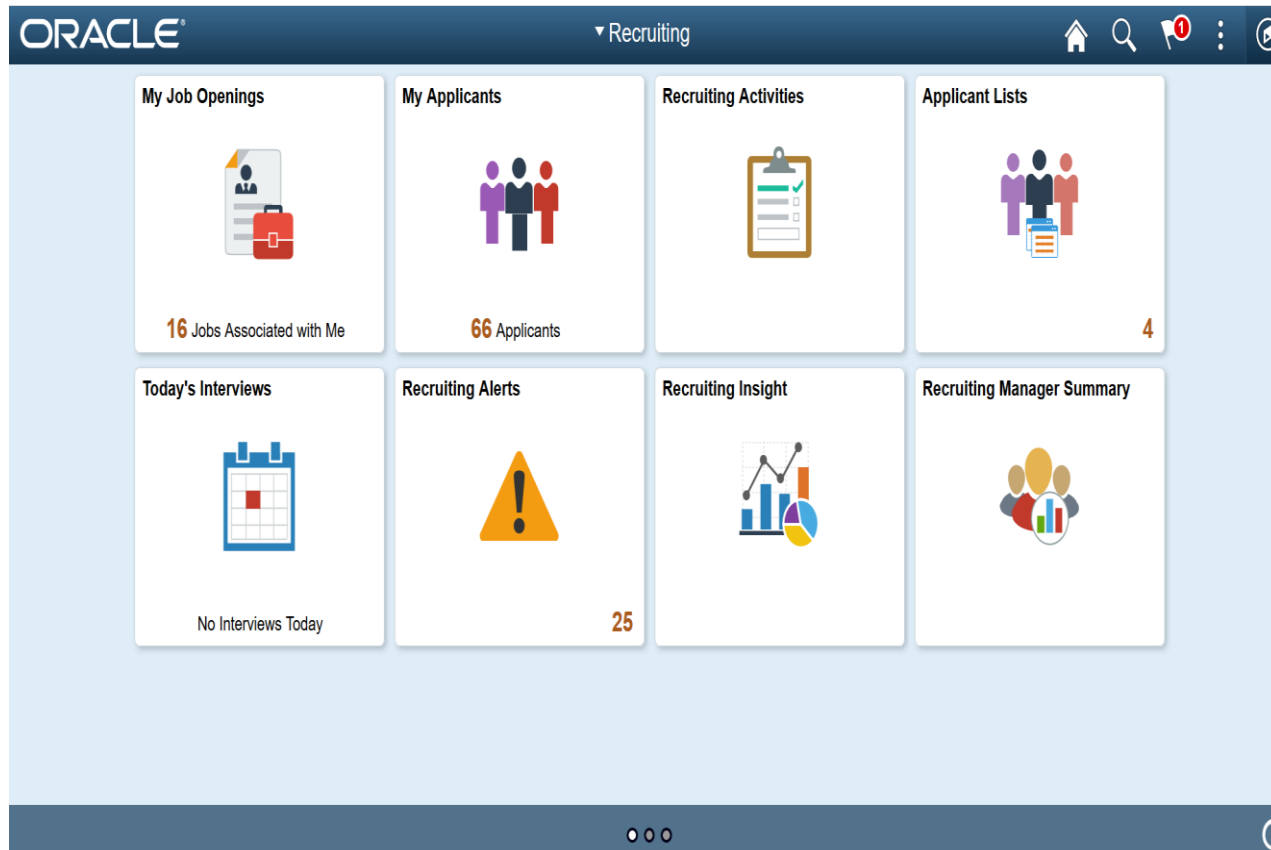 ORACLE®
Recruiting
1
My Job Openings
My Applicants
Recruiting Activities
Applicant Lists
16 Jobs Associated with Me
66 Applicants
4
Today's Interviews
Recruiting Alerts
Recruiting Insight
Recruiting Manager Summary
No Interviews Today
25